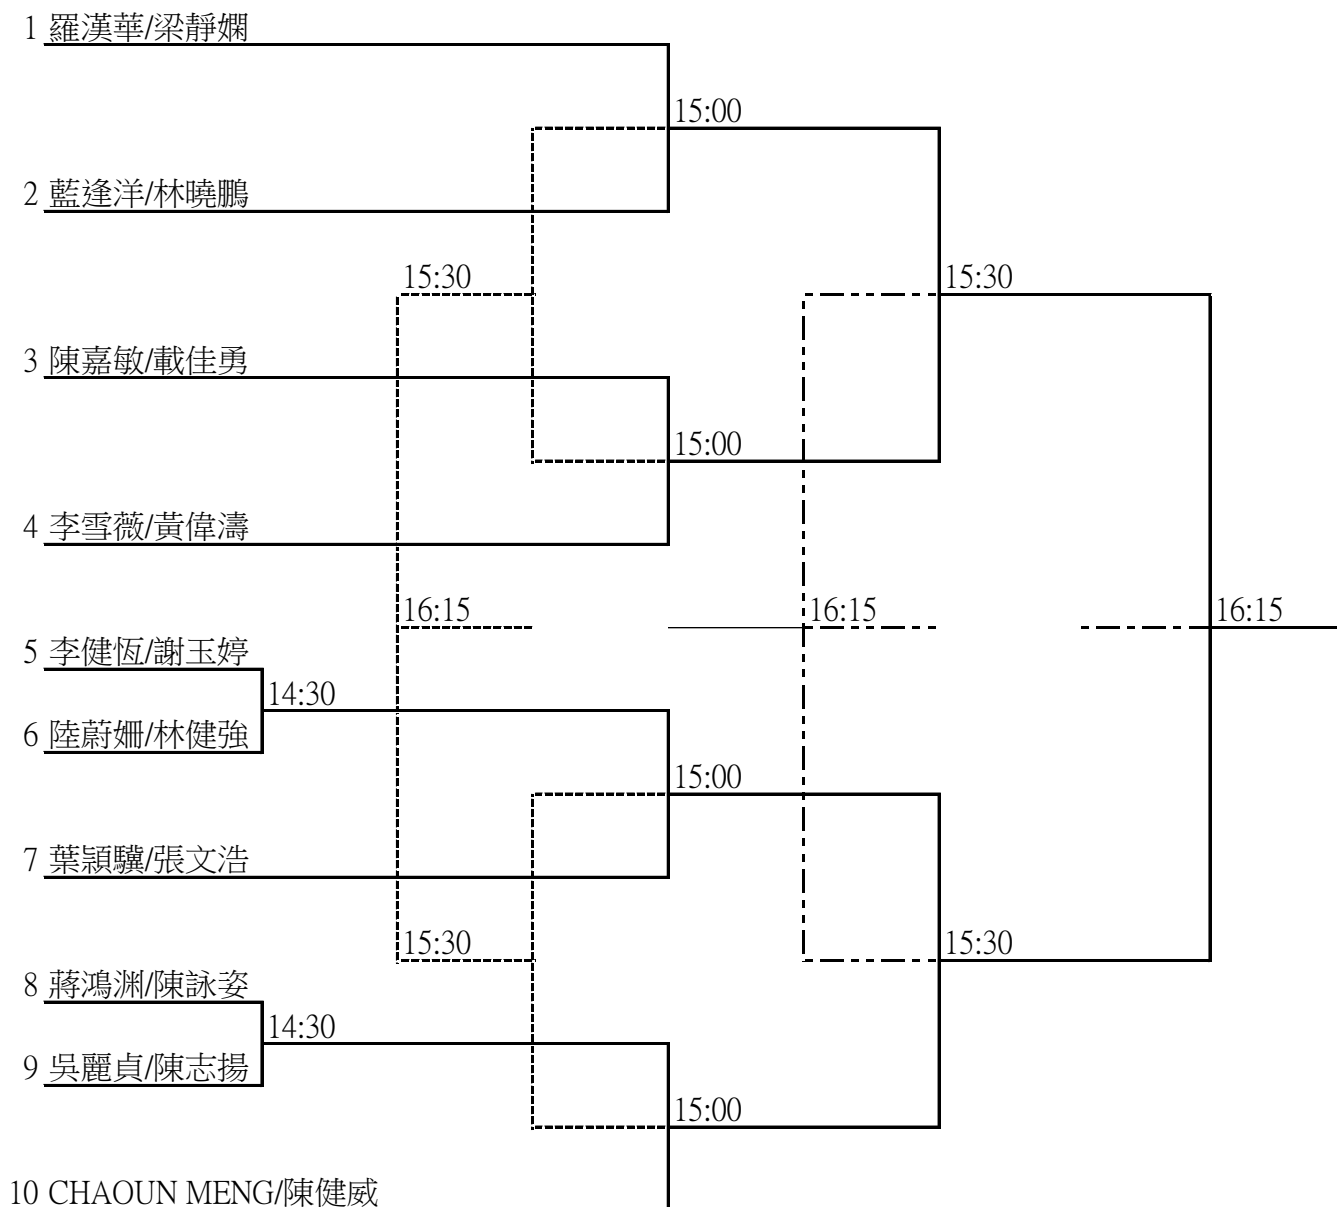 1 羅漢華/梁靜嫻
15:00
2 藍逢洋/林曉鵬
15:30
15:30
3 陳嘉敏/載佳勇
15:00
4 李雪薇/黃偉濤
16:15
16:15
16:15
5 李健恆/謝玉婷
14:30
6 陸蔚姍/林健強
15:00
7 葉頴驥/張文浩
15:30
15:30
8 蔣鴻渊/陳詠姿
14:30
9 吳麗貞/陳志揚
15:00
10 CHAOUN MENG/陳健威